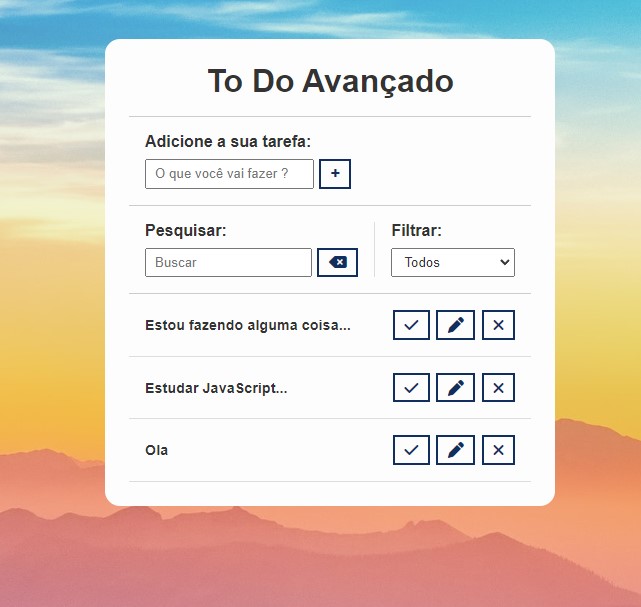 To Do Avançado
Adicione a sua tarefa:
O que você vai fazer ?
+
Pesquisar:
Filtrar:
Buscar
Todos
Estou fazendo alguma coisa...
Estudar JavaScript...
Ola